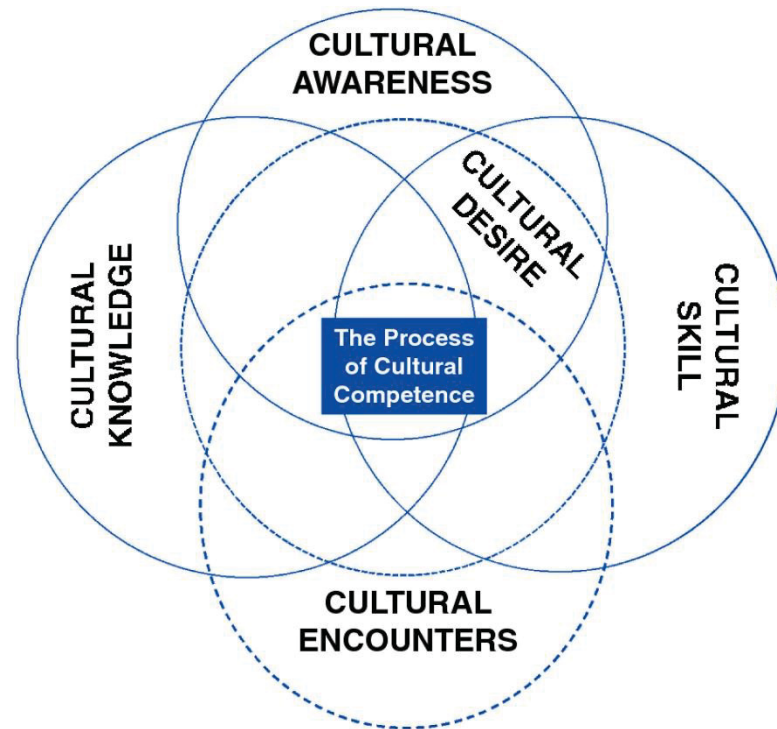 CULTURAL
AWARENESS
CULTURAL
DESIRE
CULTURAL
KNOWLEDGE
The Process
of Cultural
Competence
CULTURAL
SKILL
CULTURAL
ENCOUNTERS